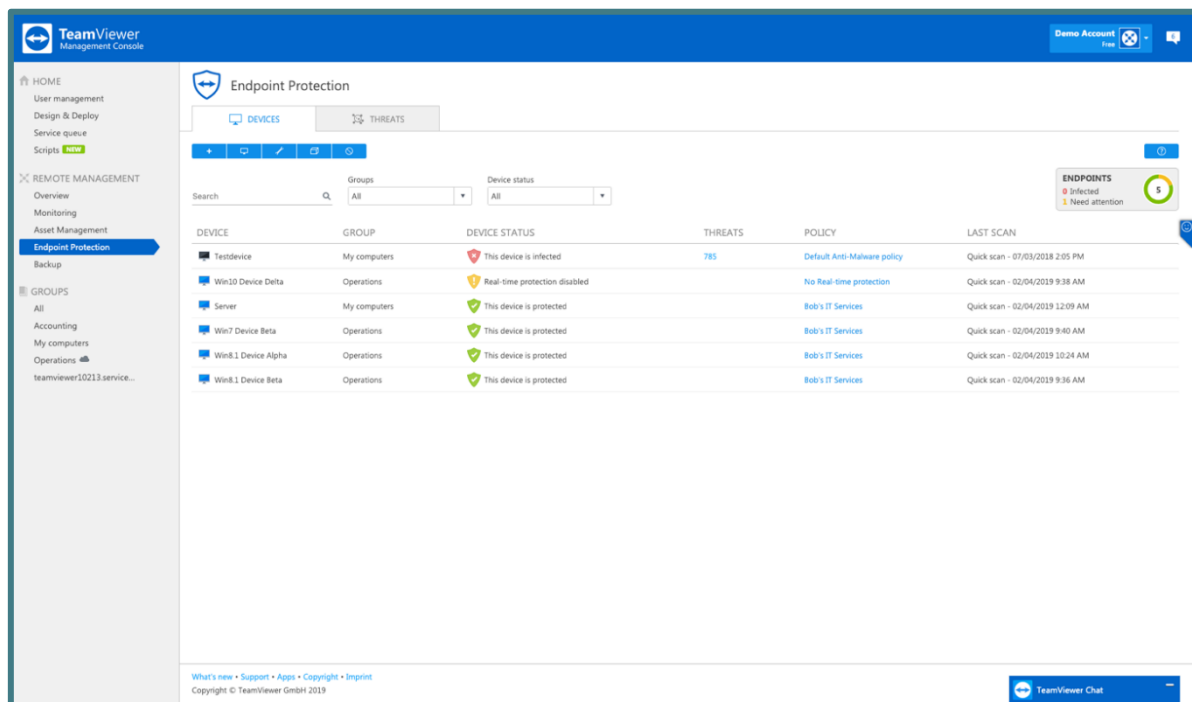 TeamViewer
Management Console
Demo Account
Free
HOME
User management
Design & Deploy
Service queue
Scripts NEW
REMOTE MANAGEMENT
Overview
Monitoring
Asset Management
Endpoint Protection
Backup
GROUPS
All
Accounting
My computers
Operations
teamviewer10213.service...
Endpoint Protection
DEVICES THREATS
Groups Device status
Search All All
ENDPOINTS
0 Infected
1 Need attention
5
DEVICE GROUP DEVICE STATUS THREATS POLICY LAST SCAN
Testdevice My computers This device is infected 785 Default Anti-Malware policy Quick scan - 07/03/2018 2:05 PM
Win10 Device Delta Operations Real-time protection disabled No Real-time protection Quick scan - 02/04/2019 9:38 AM
Server My computers This device is protected Bob's IT Services Quick scan - 02/04/2019 12:09 AM
Win7 Device Beta Operations This device is protected Bob's IT Services Quick scan - 02/04/2019 9:40 AM
Win8.1 Device Alpha Operations This device is protected Bob's IT Services Quick scan - 02/04/2019 10:24 AM
Win8.1 Device Beta Operations This device is protected Bob's IT Services Quick scan - 02/04/2019 9:36 AM
What's new • Support • Apps • Copyright • Imprint
Copyright © TeamViewer GmbH 2019
TeamViewer Chat